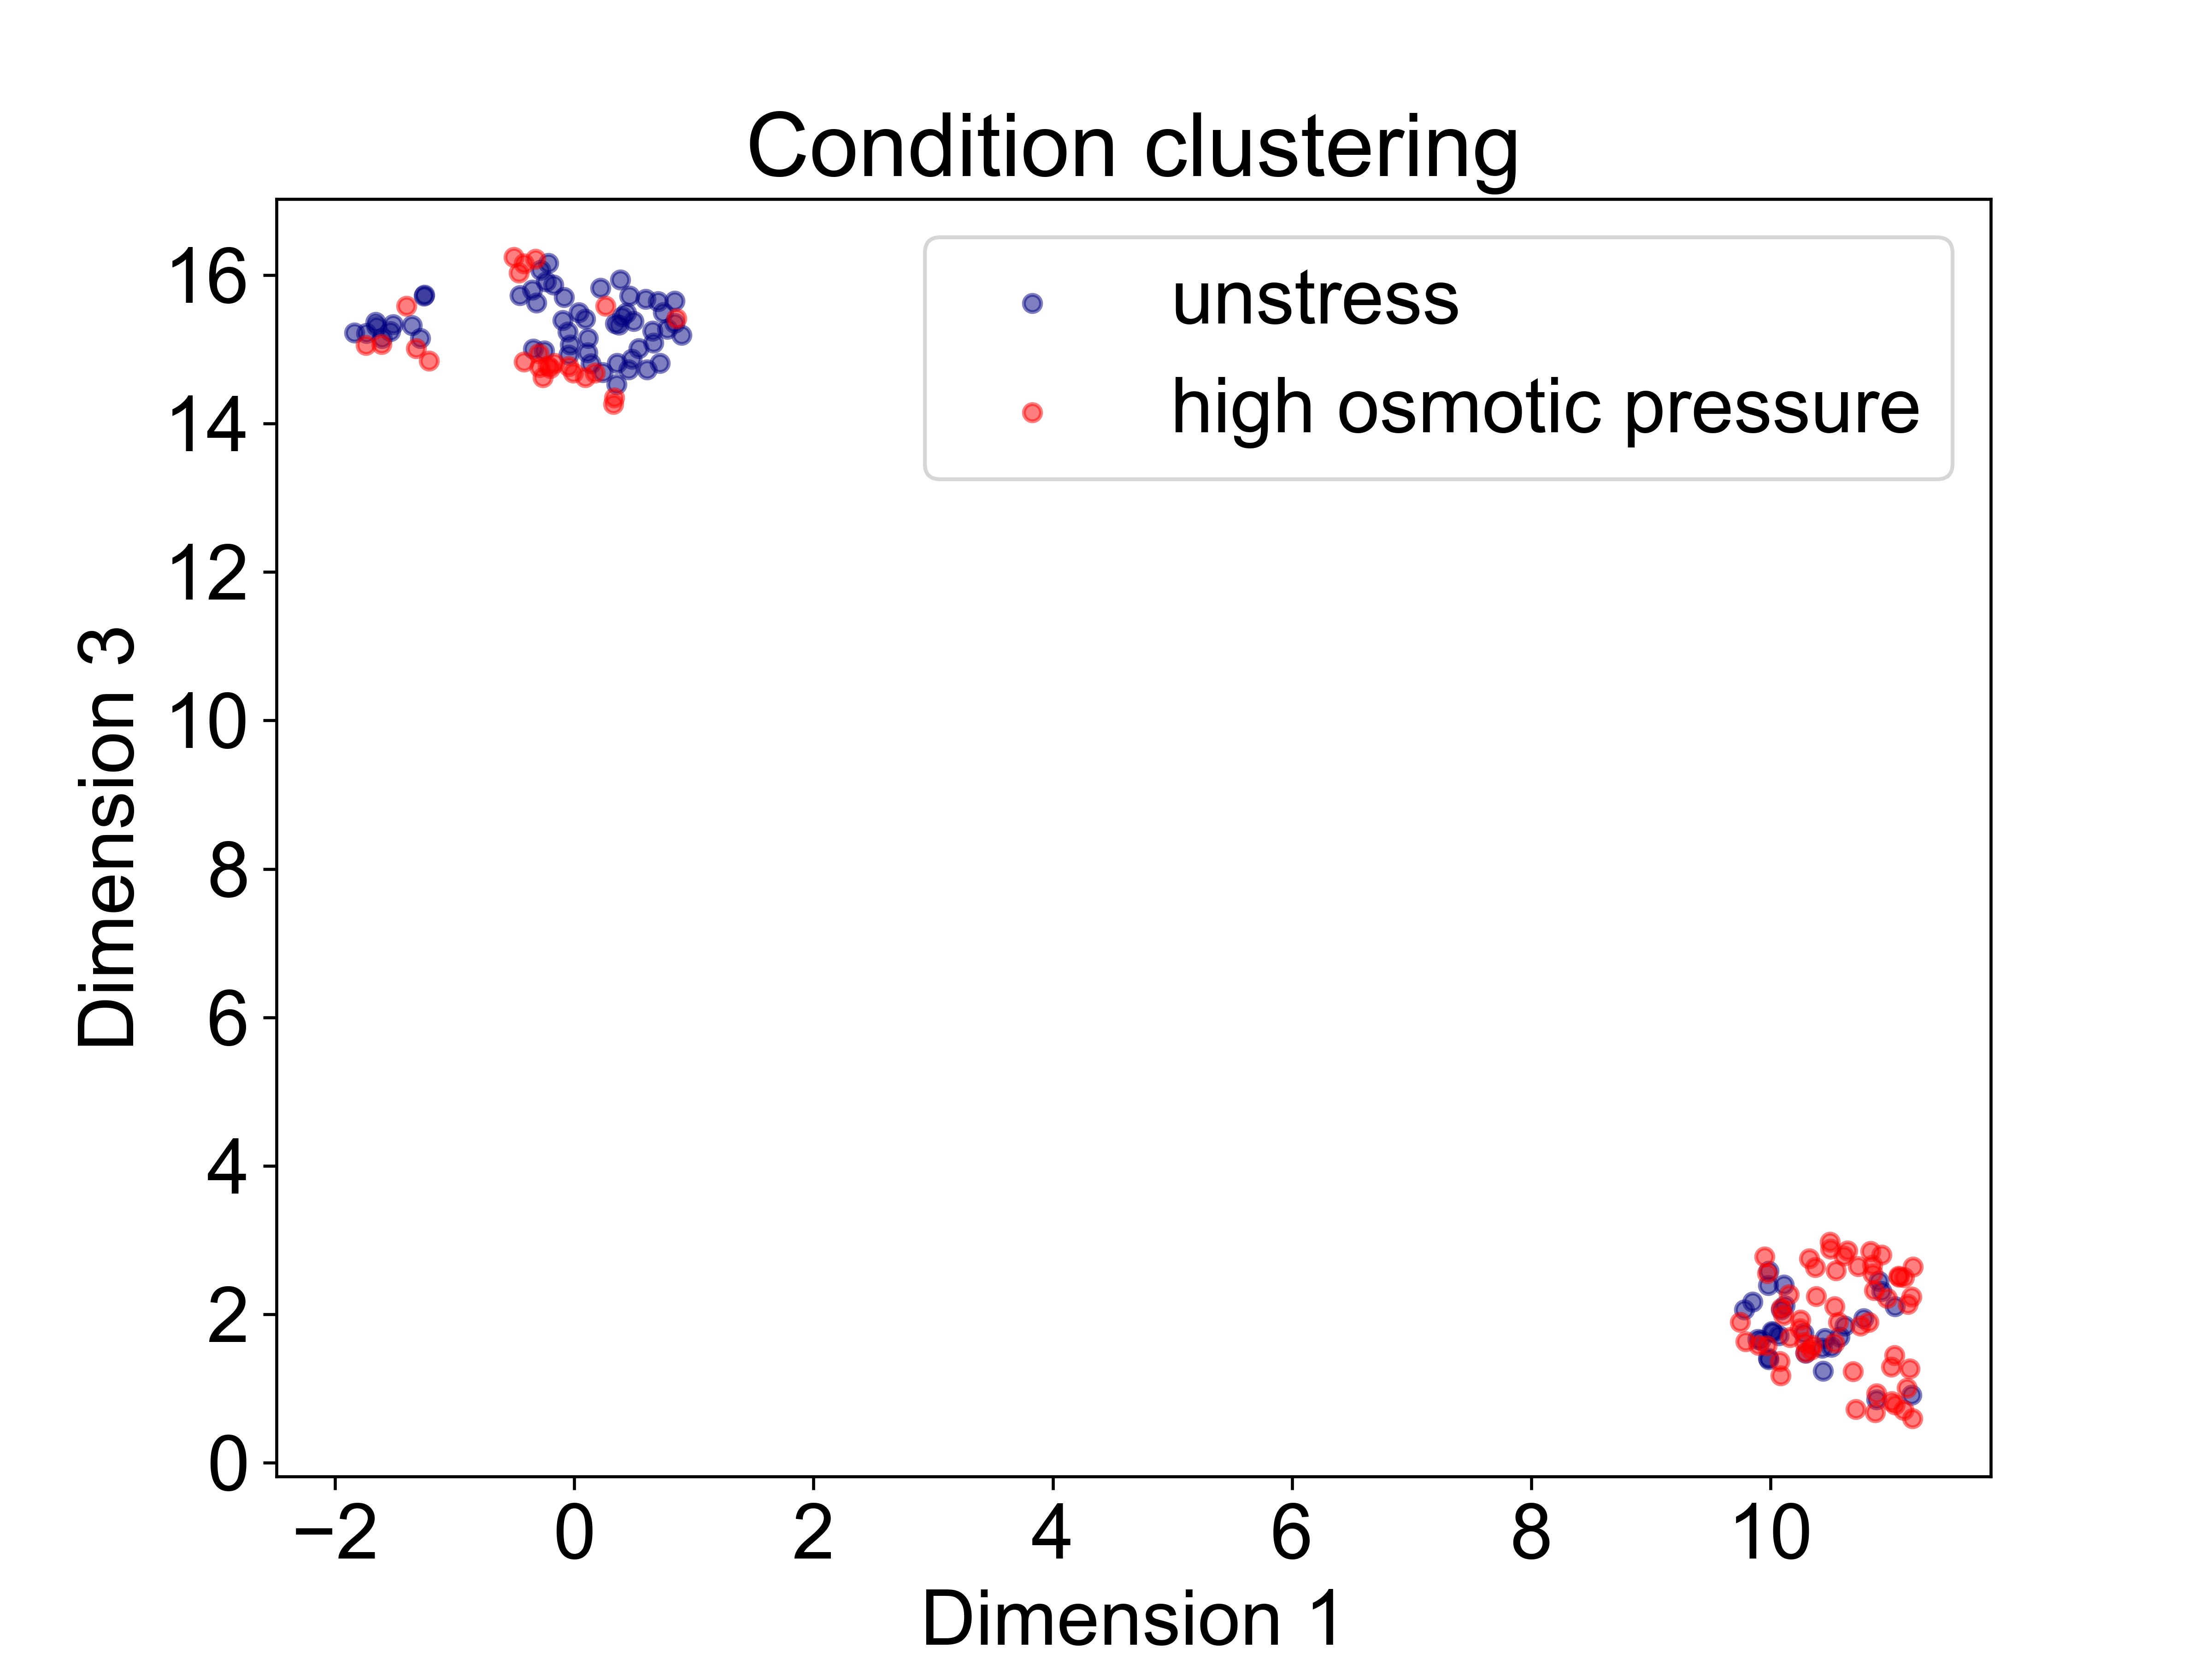 Condition clustering
unstress
high osmotic pressure
Dimension 3
16
14
12
10
8
6
4
2
0
−2 0 2 4 6 8 10
Dimension 1